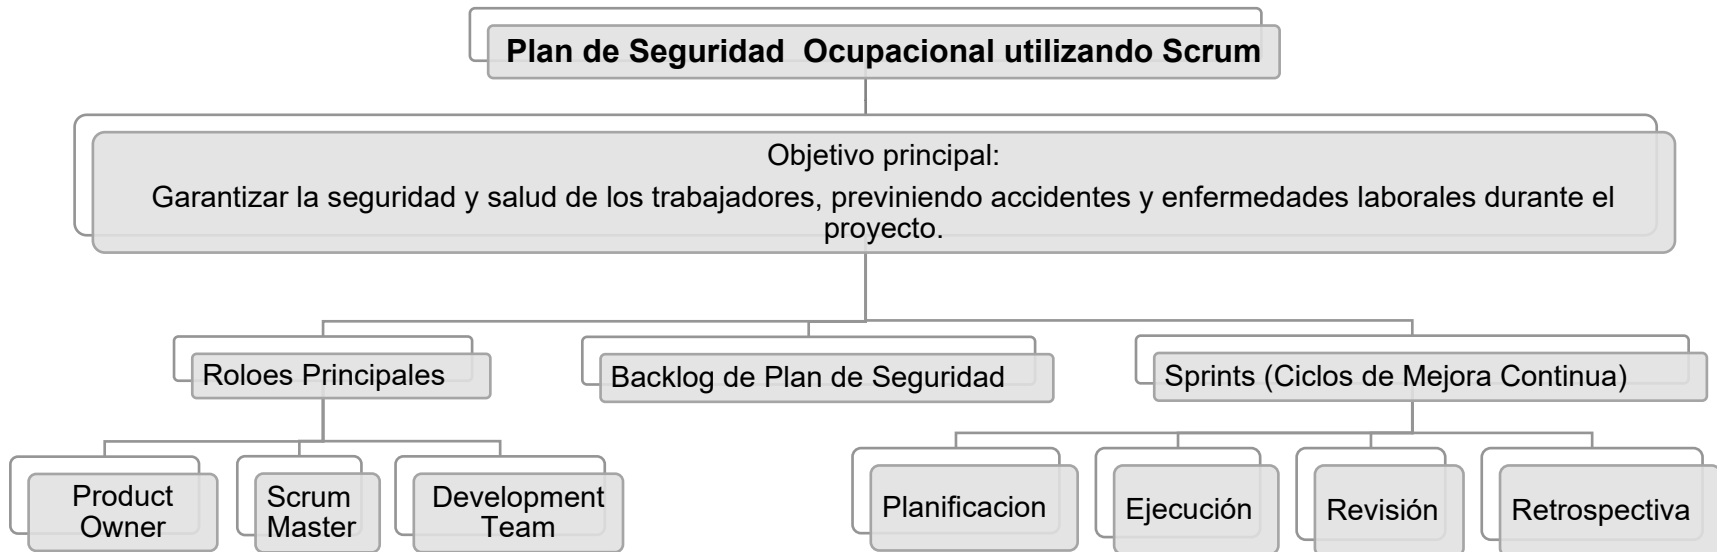 Plan de Seguridad  Ocupacional utilizando Scrum
Objetivo principal:
Garantizar la seguridad y salud de los trabajadores, previniendo accidentes y enfermedades laborales durante el
proyecto.
Roloes Principales
Backlog de Plan de Seguridad
Sprints (Ciclos de Mejora Continua)
Product
Owner
Scrum
Master
Development
Team
Planificacion
Ejecución
Revisión
Retrospectiva